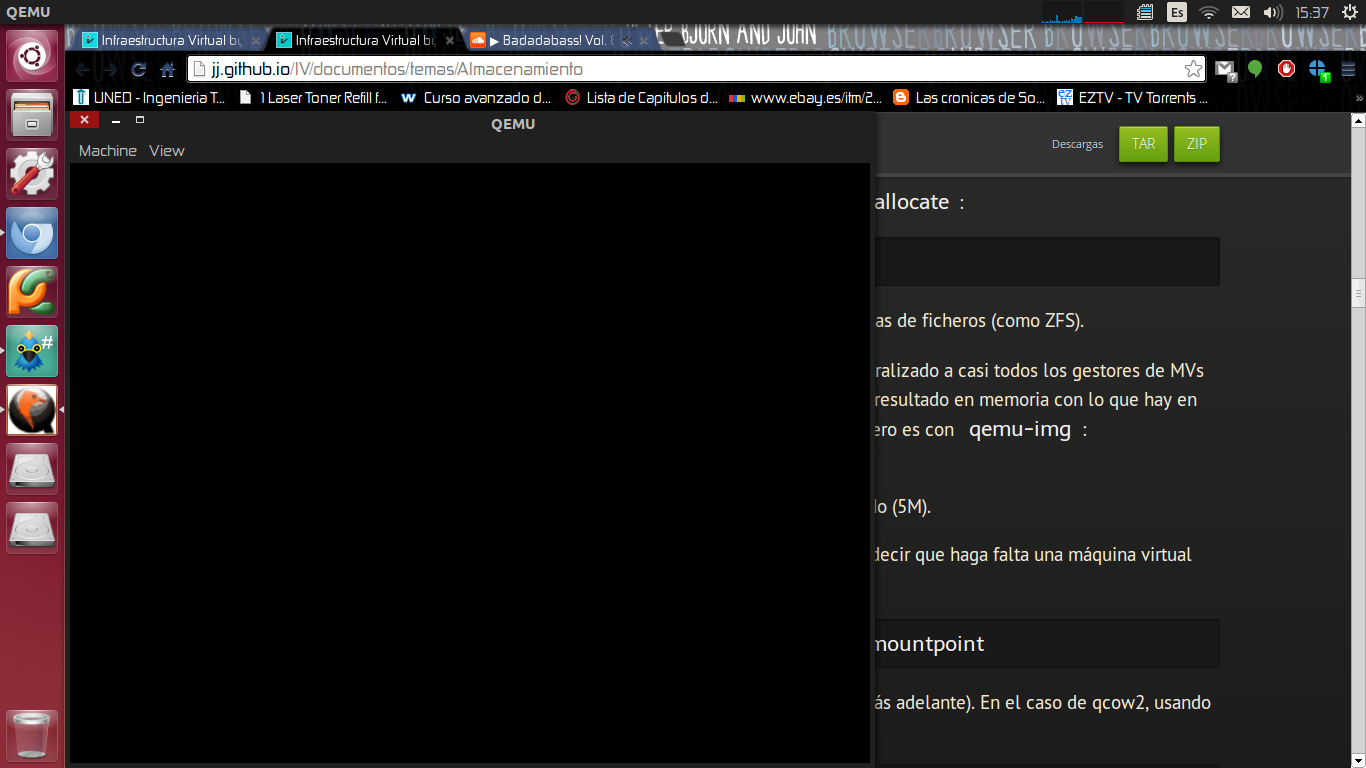 QEMU
Es
15:37
Infraestructura Virtual by
Infraestructura Virtual by
▶ Badadabass! Vol.
BJORN AND JOHN
BROWSER BROWSER BROWSER
jj.github.io/IV/documentos/temas/Almacenamiento
UNED - Ingenieria T...
1 Laser Toner Refill f...
Curso avanzado d...
Lista de Capitulos d...
www.ebay.es/itm/2...
Las cronicas de So...
EZTV - TV Torrents ...
QEMU
Machine View
Descargas
TAR
ZIP
allocate :
as de ficheros (como ZFS).
ralizado a casi todos los gestores de MVs
resultado en memoria con lo que hay en
ero es con qemu-img :
do (5M).
decir que haga falta una máquina virtual
mountpoint
ás adelante). En el caso de qcow2, usando